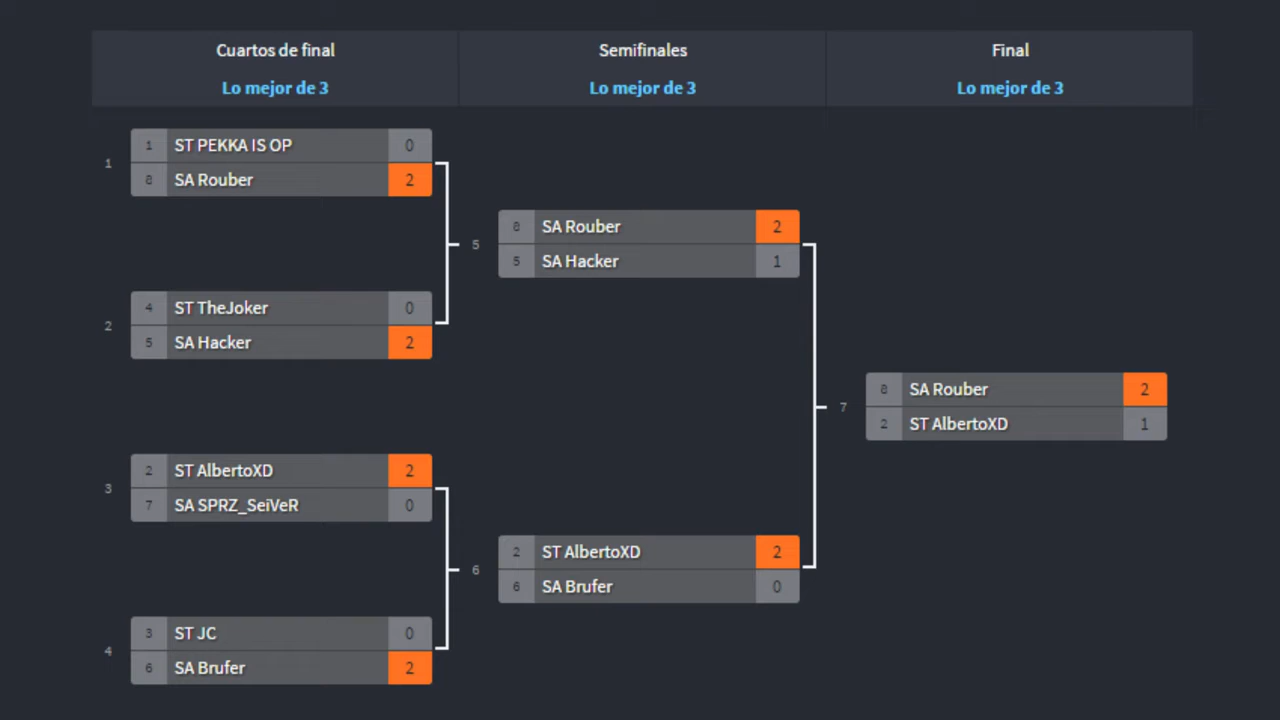 Cuartos de final
Lo mejor de 3
Semifinales
Lo mejor de 3
Final
Lo mejor de 3
1
1 ST PEKKA IS OP 0
8 SA Rouber 2
2
4 ST TheJoker 0
5 SA Hacker 2
3
2 ST AlbertoXD 2
7 SA SPRZ_SeiVeR 0
4
3 ST JC 0
6 SA Brufer 2
5
8 SA Rouber 2
5 SA Hacker 1
6
2 ST AlbertoXD 2
6 SA Brufer 0
7
8 SA Rouber 2
2 ST AlbertoXD 1